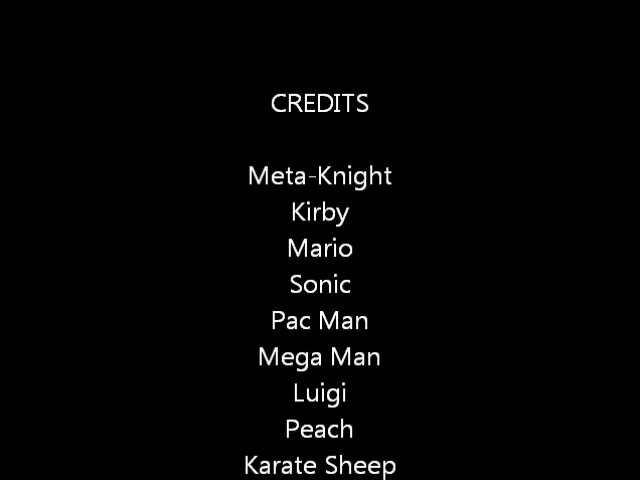 CREDITS
Meta-Knight
Kirby
Mario
Sonic
Pac Man
Mega Man
Luigi
Peach
Karate Sheep